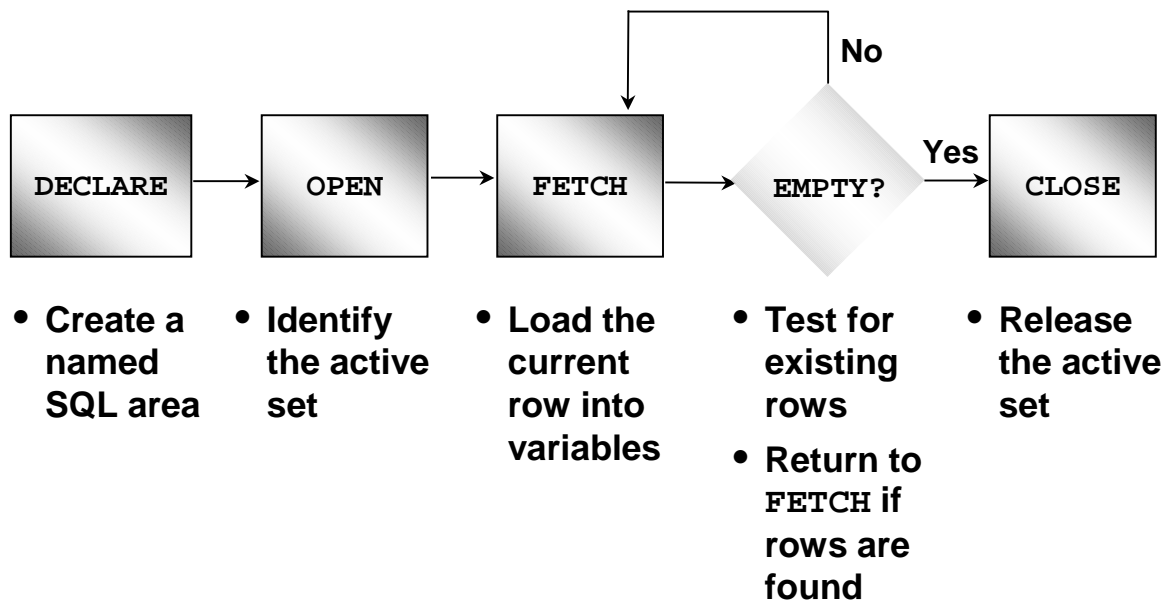 No
DECLARE
OPEN
FETCH
EMPTY?
Yes
CLOSE
• Create a
named
SQL area
• Identify
the active
set
• Load the
current
row into
variables
• Test for
existing
rows
• Return to
FETCH if
rows are
found
• Release
the active
set